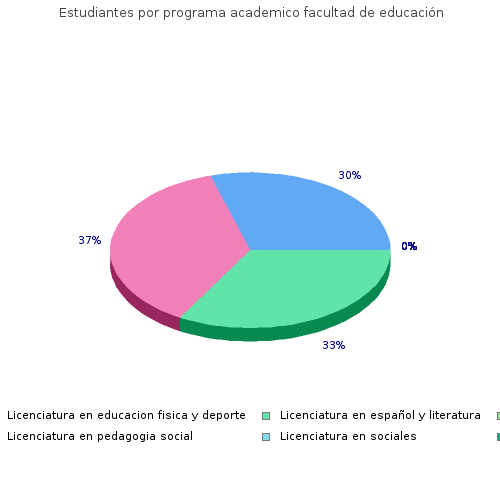 Estudiantes por programa academico facultad de educación
30%
37%
0%
33%
Licenciatura en educacion fisica y deporte Licenciatura en español y literatura
Licenciatura en pedagogia social Licenciatura en sociales